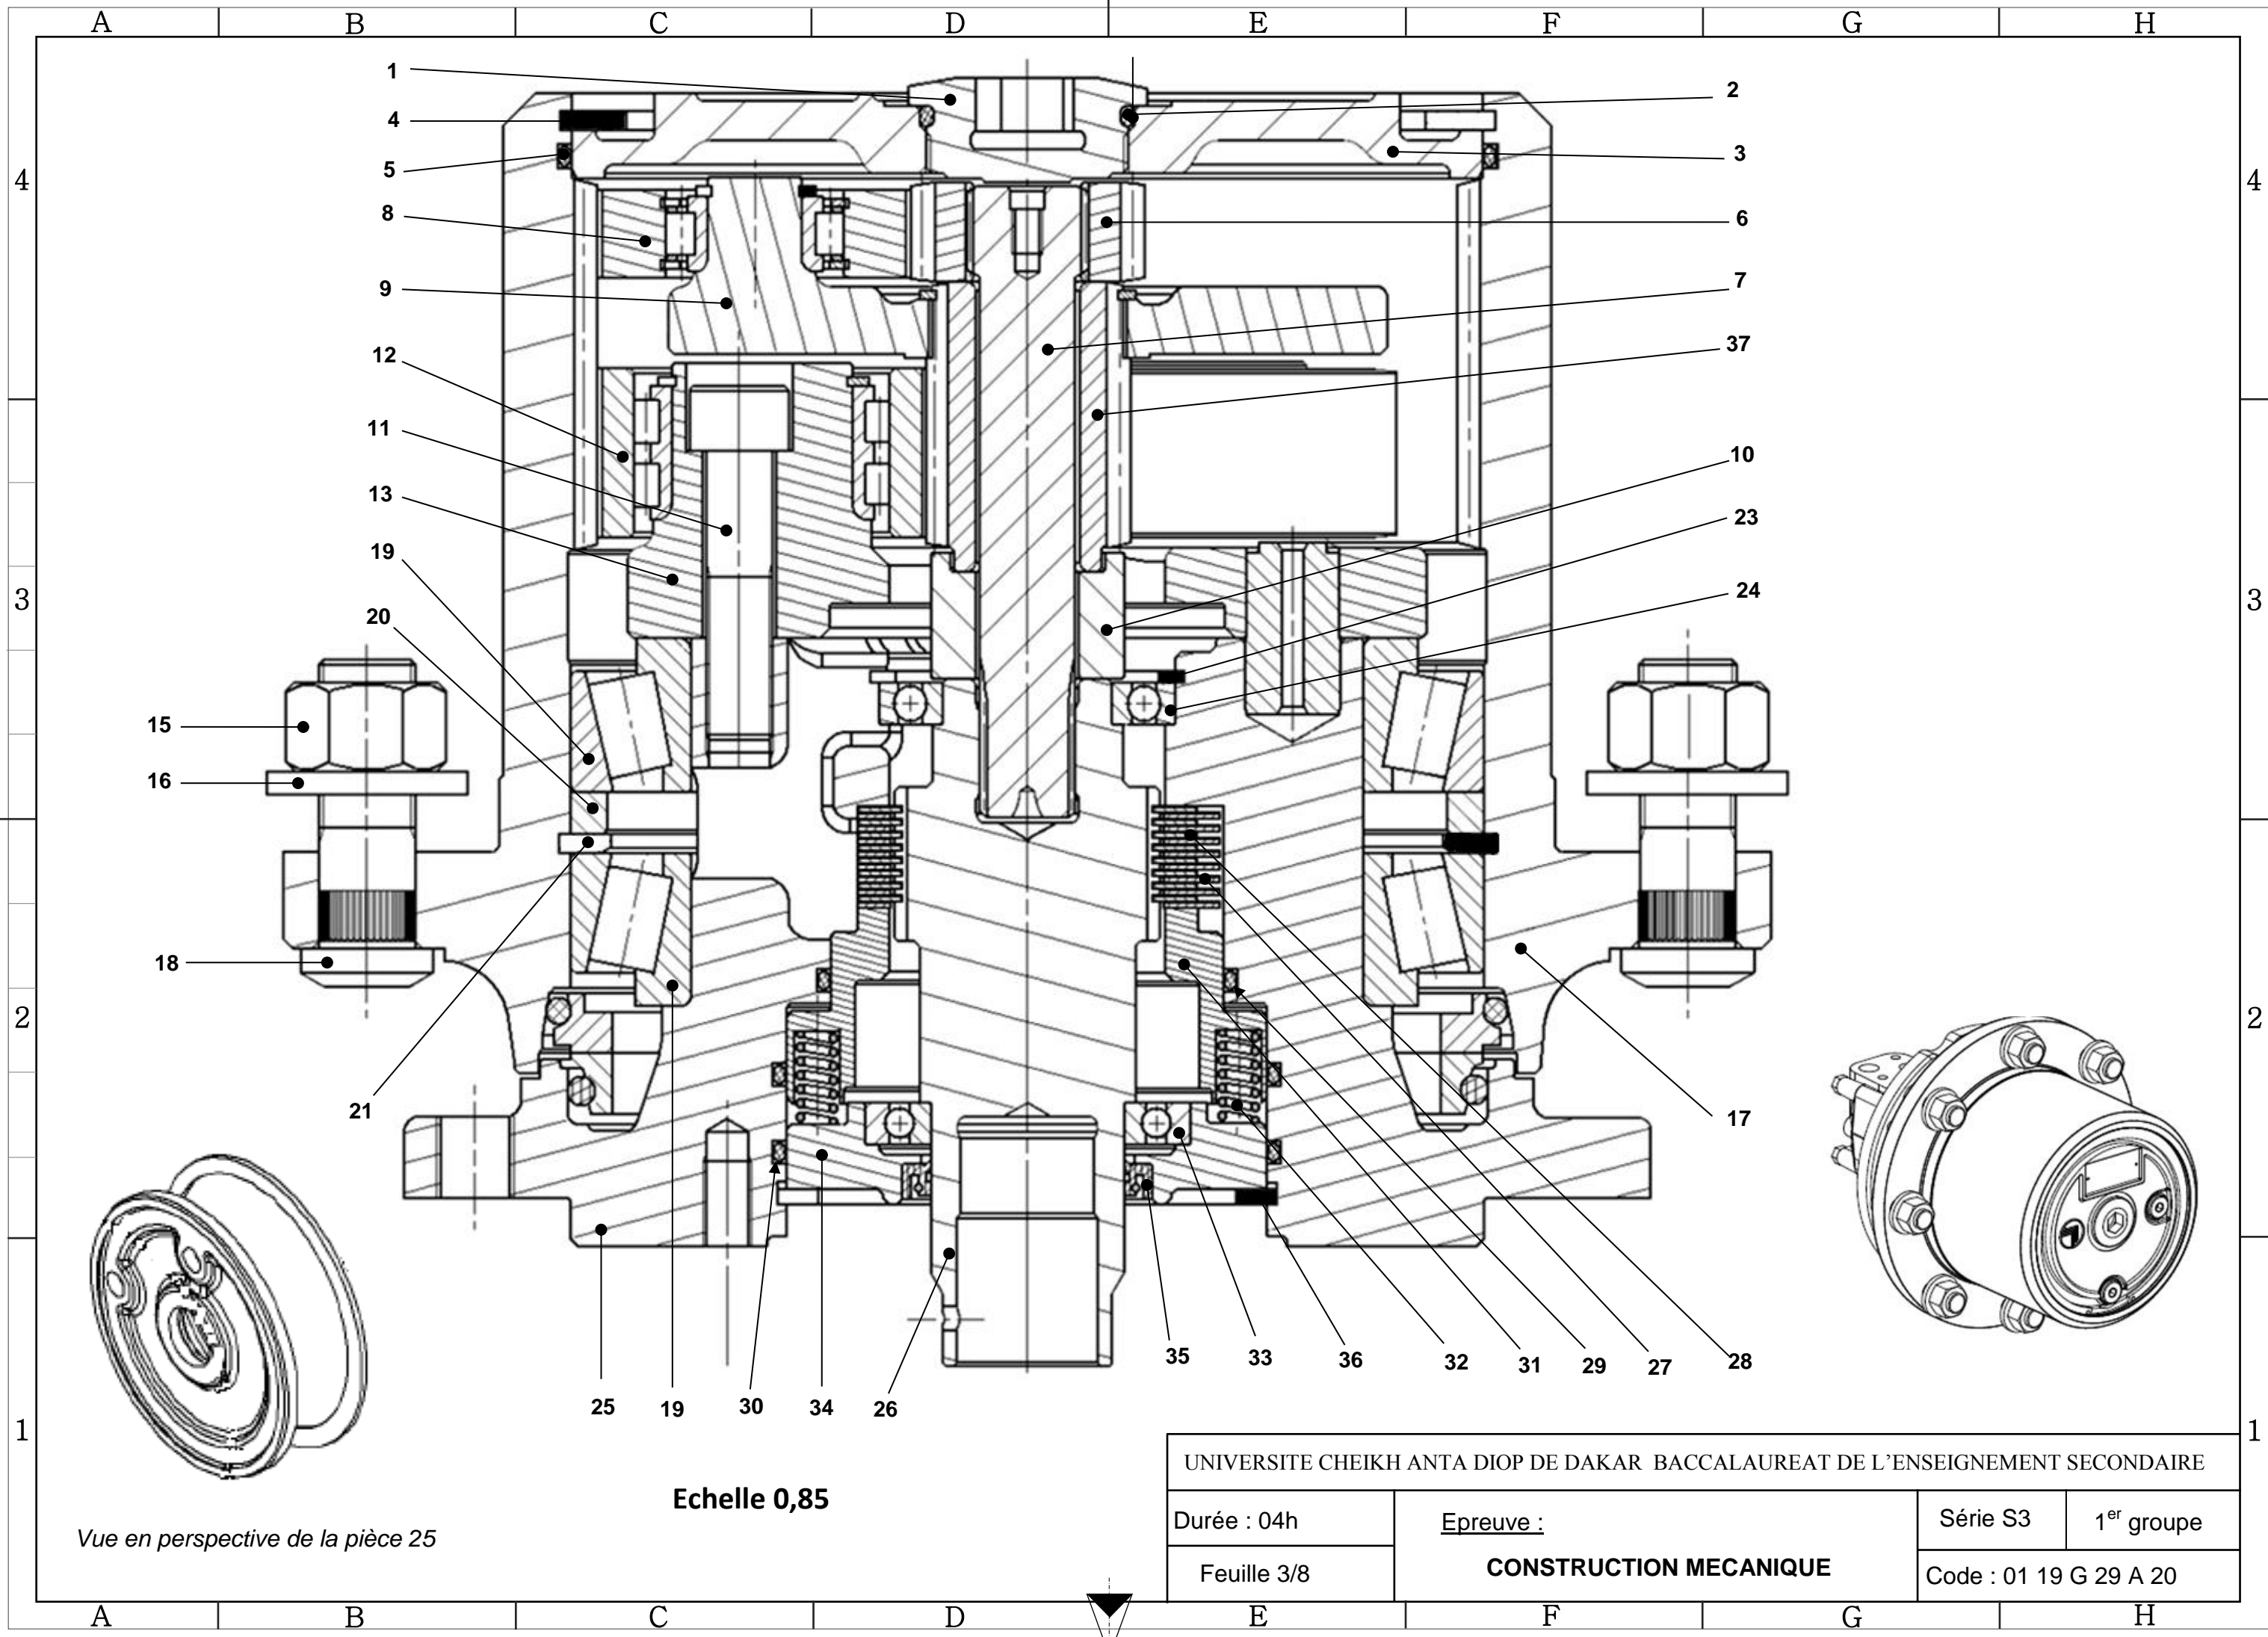 A B C D E F G H
1
2
4
4
4
4
5
3
8
6
9
7
12
37
11
10
13
23
19
24
3
3
20
15
16
18
2
2
21
17
35 33 36 32 31 29 27 28
25 19 30 34 26
1
1
UNIVERSITE CHEIKH ANTA DIOP DE DAKAR BACCALAUREAT DE L'ENSEIGNEMENT SECONDAIRE
Echelle 0,85
Durée : 04h
Epreuve :
Série S3
1er groupe
Vue en perspective de la pièce 25
Feuille 3/8
CONSTRUCTION MECANIQUE
Code : 01 19 G 29 A 20
A B C D E F G H